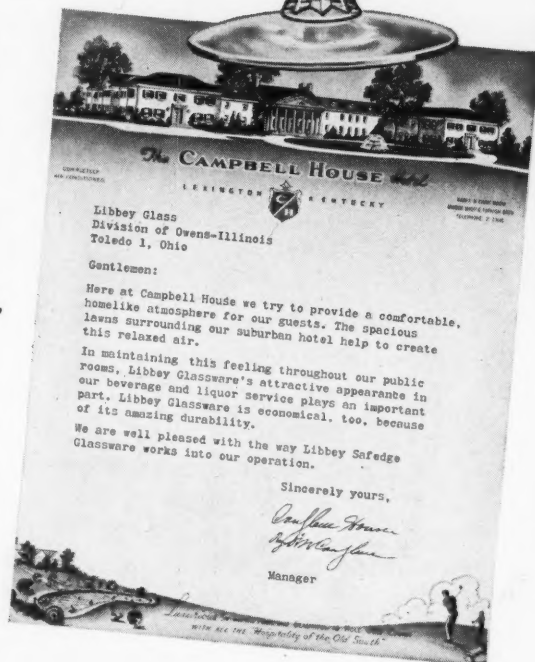 The CAMPBELL HOUSE
LEXINGTON KENTUCKY
COMPLETELY
AIR CONDITIONED
C H
Libbey Glass
Division of Owens-Illinois
Toledo 1, Ohio
Gentlemen:
Here at Campbell House we try to provide a comfortable,
homelike atmosphere for our guests. The spacious
lawns surrounding our suburban hotel help to create
this relaxed air.
In maintaining this feeling throughout our public
rooms, Libbey Glassware's attractive appearance in
our beverage and liquor service plays an important
part. Libbey Glassware is economical, too, because
of its amazing durability.
We are well pleased with the way Libbey Safedge
Glassware works into our operation.
Sincerely yours,
Manager
with all the "Hospitality of the Old South"